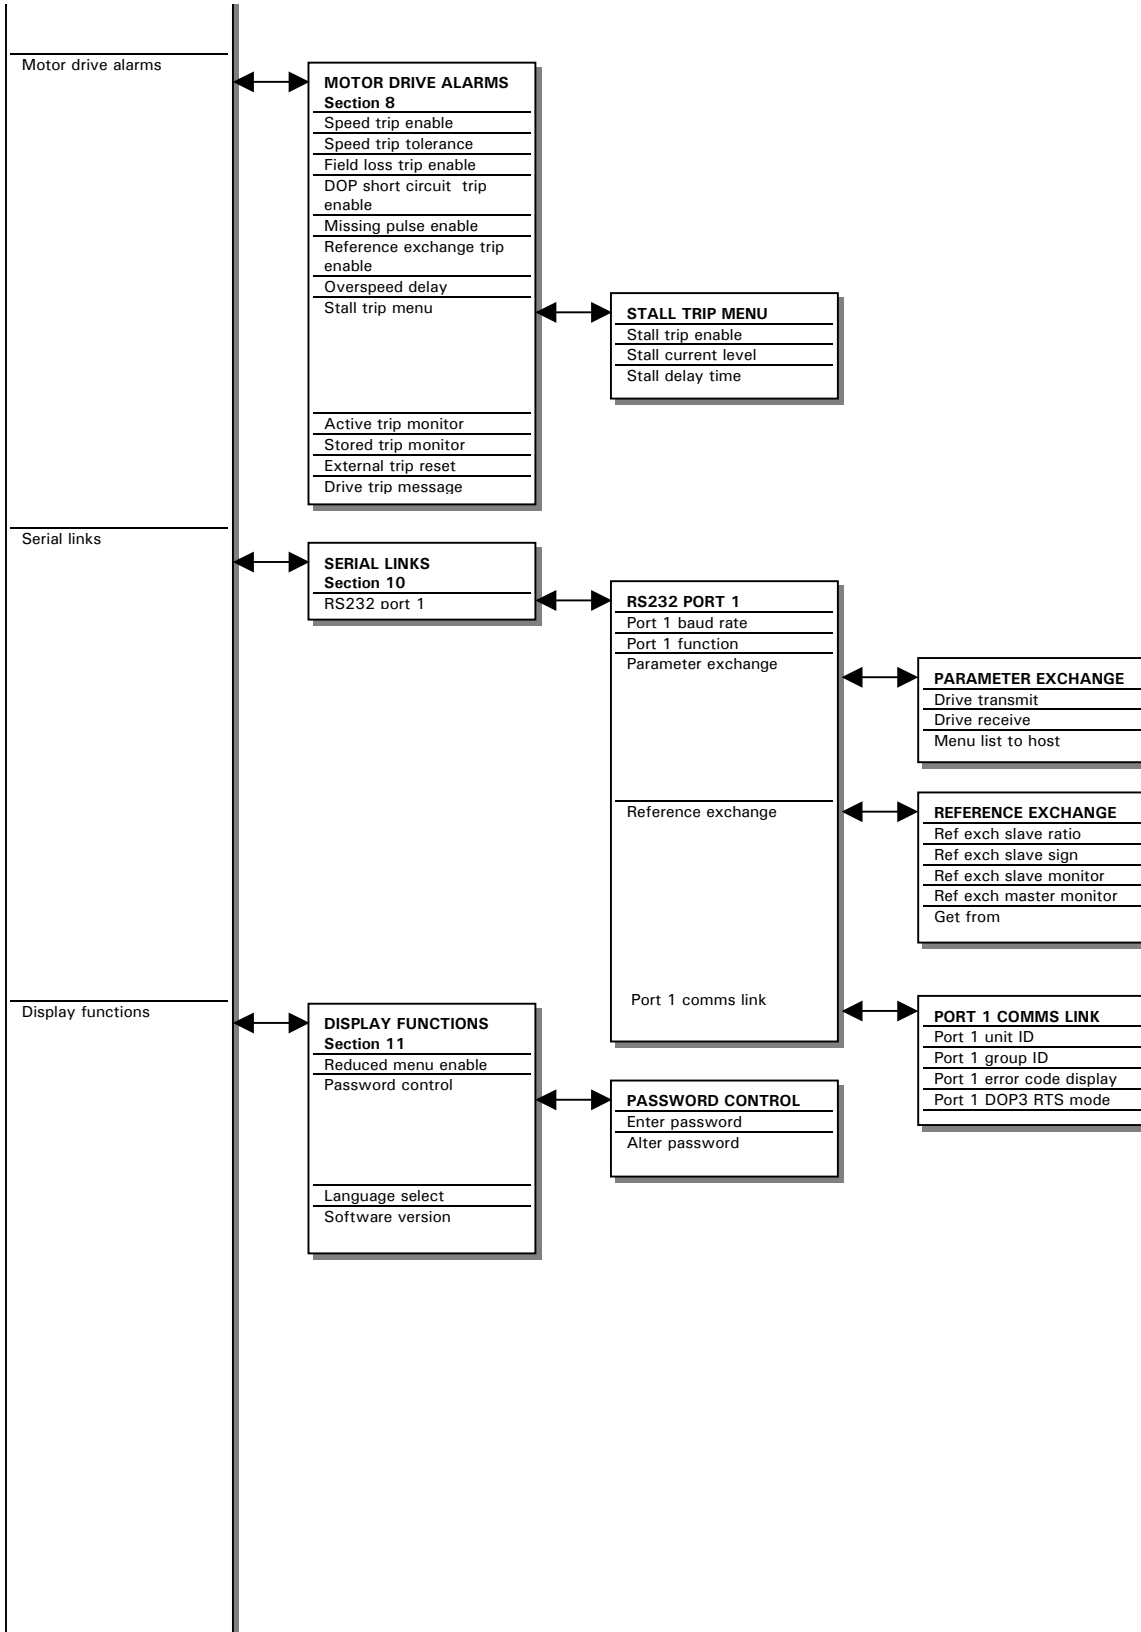 Motor drive alarms
MOTOR DRIVE ALARMS
Section 8
Speed trip enable
Speed trip tolerance
Field loss trip enable
DOP short circuit trip
enable
Missing pulse enable
Reference exchange trip
enable
Overspeed delay
Stall trip menu
STALL TRIP MENU
Stall trip enable
Stall current level
Stall delay time
Active trip monitor
Stored trip monitor
External trip reset
Drive trip message
Serial links
SERIAL LINKS
Section 10
RS232 port 1
RS232 PORT 1
Port 1 baud rate
Port 1 function
Parameter exchange
PARAMETER EXCHANGE
Drive transmit
Drive receive
Menu list to host
Reference exchange
REFERENCE EXCHANGE
Ref exch slave ratio
Ref exch slave sign
Ref exch slave monitor
Ref exch master monitor
Get from
Port 1 comms link
PORT 1 COMMS LINK
Port 1 unit ID
Port 1 group ID
Port 1 error code display
Port 1 DOP3 RTS mode
Display functions
DISPLAY FUNCTIONS
Section 11
Reduced menu enable
Password control
PASSWORD CONTROL
Enter password
Alter password
Language select
Software version